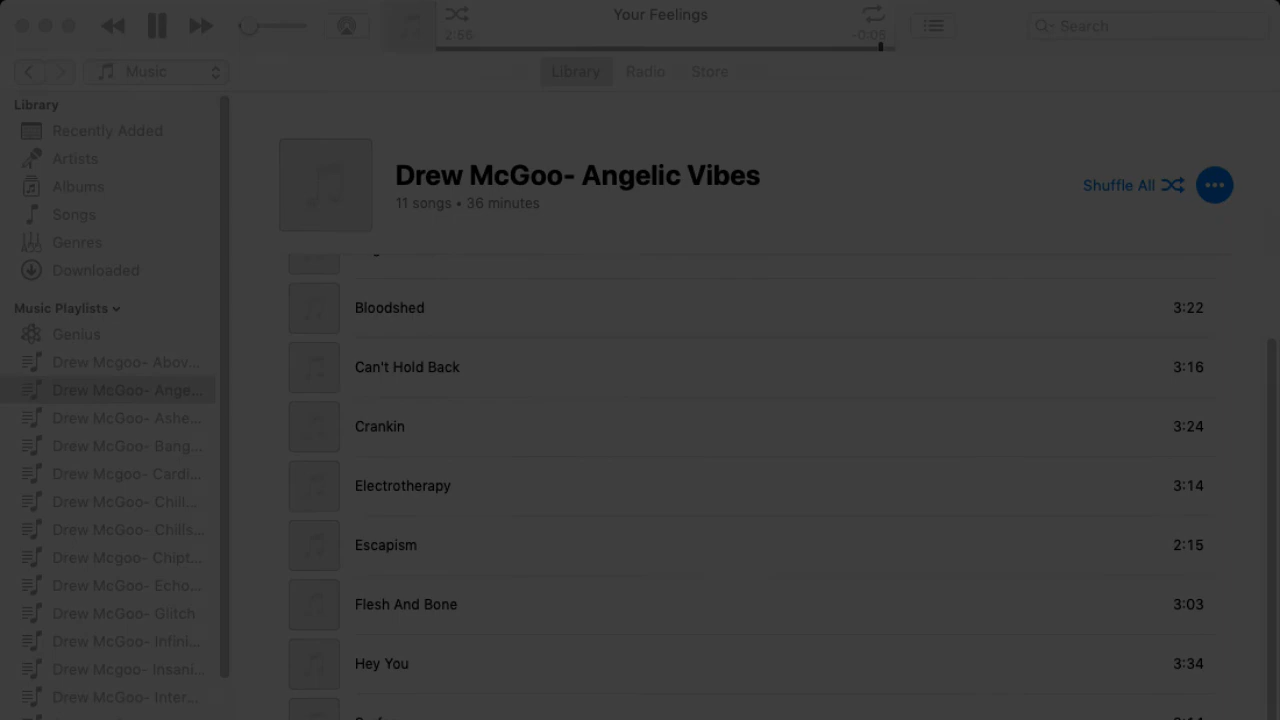 Your Feelings
2:56
-0:05
Search
Music
Library
Radio
Store
Library
Recently Added
Artists
Albums
Songs
Genres
Downloaded
Music Playlists
Genius
Drew Mcgoo- Abov...
Drew McGoo- Ange...
Drew McGoo- Ashe...
Drew McGoo- Bang...
Drew Mcgoo- Cardi...
Drew McGoo- Chill...
Drew McGoo- Chills...
Drew Mcgoo- Chipt...
Drew McGoo- Echo...
Drew McGoo- Glitch
Drew McGoo- Infini...
Drew Mcgoo- Insani...
Drew McGoo- Inter...
Drew McGoo- Angelic Vibes
11 songs • 36 minutes
Shuffle All
Bloodshed 3:22
Can't Hold Back 3:16
Crankin 3:24
Electrotherapy 3:14
Escapism 2:15
Flesh And Bone 3:03
Hey You 3:34